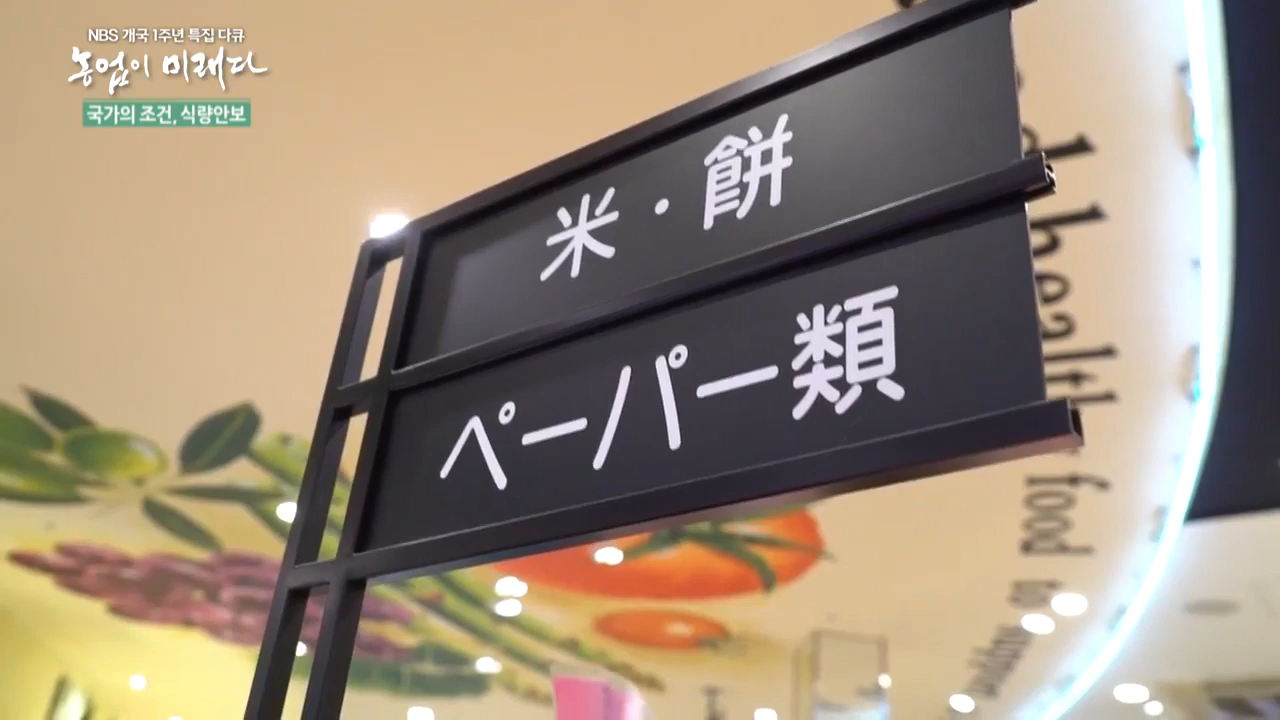 NBS 개국 1주년 특집 다큐
농업이 미래다
국가의 조건, 식량안보
米・餅
ペーパー類
food to